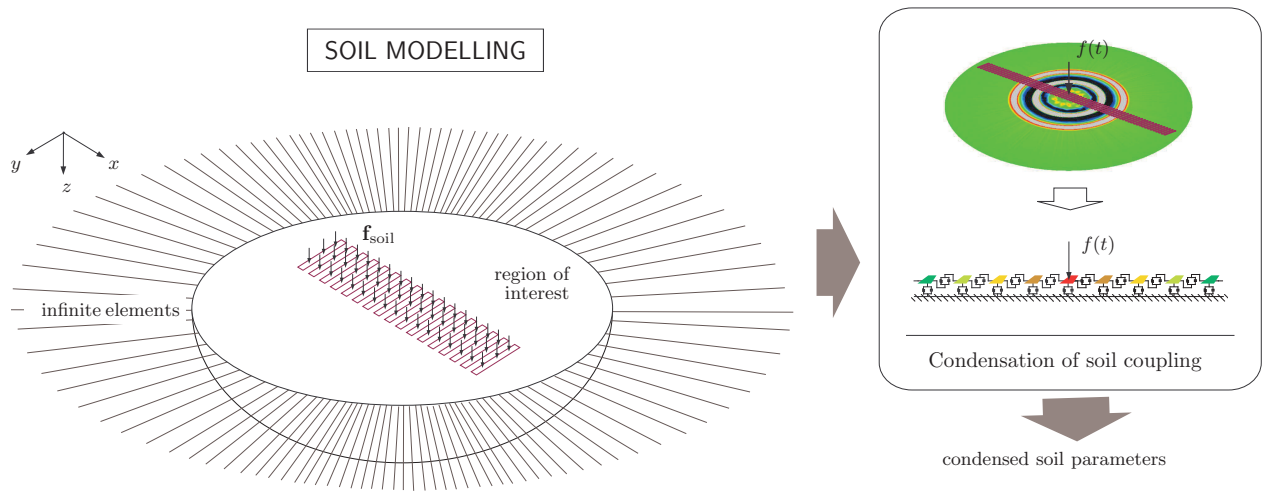 SOIL MODELLING
y
x
z
f_soil
region of
interest
infinite elements
f(t)
f(t)
Condensation of soil coupling
condensed soil parameters